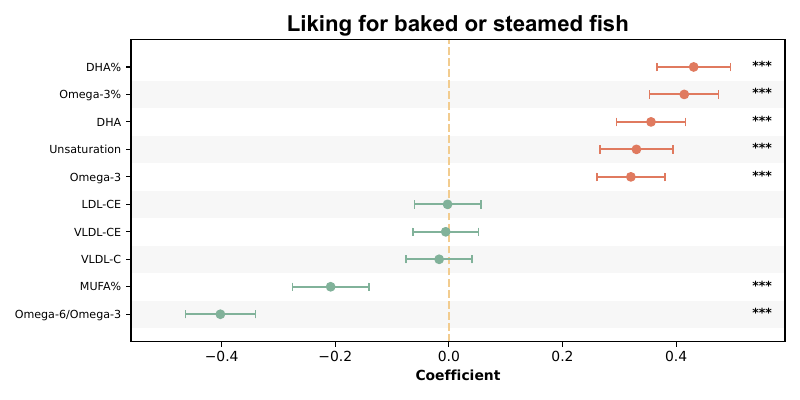 Liking for baked or steamed fish
DHA% ***
Omega-3% ***
DHA ***
Unsaturation ***
Omega-3 ***
LDL-CE
VLDL-CE
VLDL-C
MUFA% ***
Omega-6/Omega-3 ***
−0.4 −0.2 0.0 0.2 0.4
Coefficient